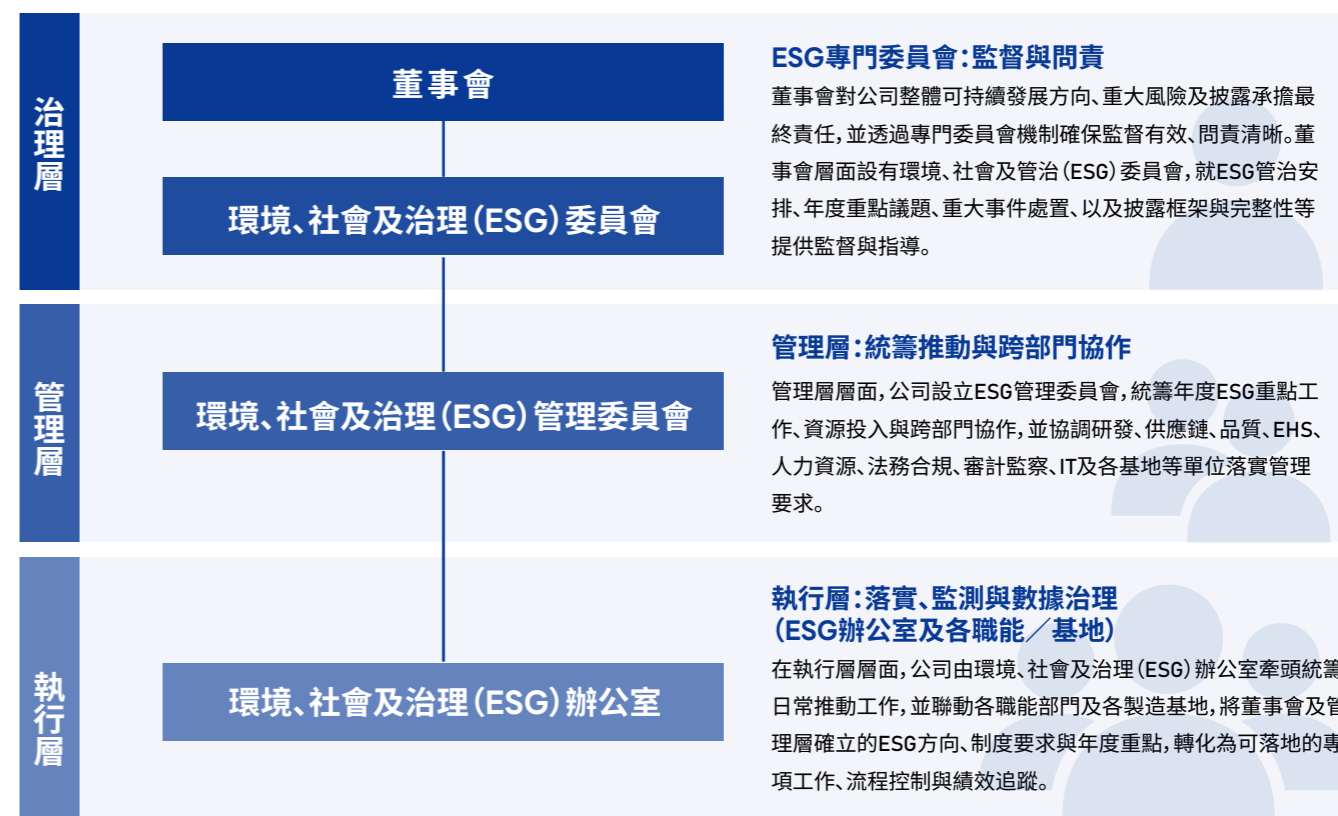 治理層
董事會
環境、社會及治理（ESG）委員會
ESG專門委員會：監督與問責
董事會對公司整體可持續發展方向、重大風險及披露承擔最
終責任，並透過專門委員會機制確保監督有效、問責清晰。董
事會層面設有環境、社會及管治（ESG）委員會，就ESG管治安
排、年度重點議題、重大事件處置、以及披露框架與完整性等
提供監督與指導。
管理層
環境、社會及治理（ESG）管理委員會
管理層：統籌推動與跨部門協作
管理層層面，公司設立ESG管理委員會，統籌年度ESG重點工
作、資源投入與跨部門協作，並協調研發、供應鏈、品質、EHS、
人力資源、法務合規、審計監察、IT及各基地等單位落實管理
要求。
執行層
環境、社會及治理（ESG）辦公室
執行層：落實、監測與數據治理
（ESG辦公室及各職能／基地）
在執行層層面，公司由環境、社會及治理（ESG）辦公室牽頭統籌
日常推動工作，並聯動各職能部門及各製造基地，將董事會及管
理層確立的ESG方向、制度要求與年度重點，轉化為可落地的專
項工作、流程控制與績效追蹤。